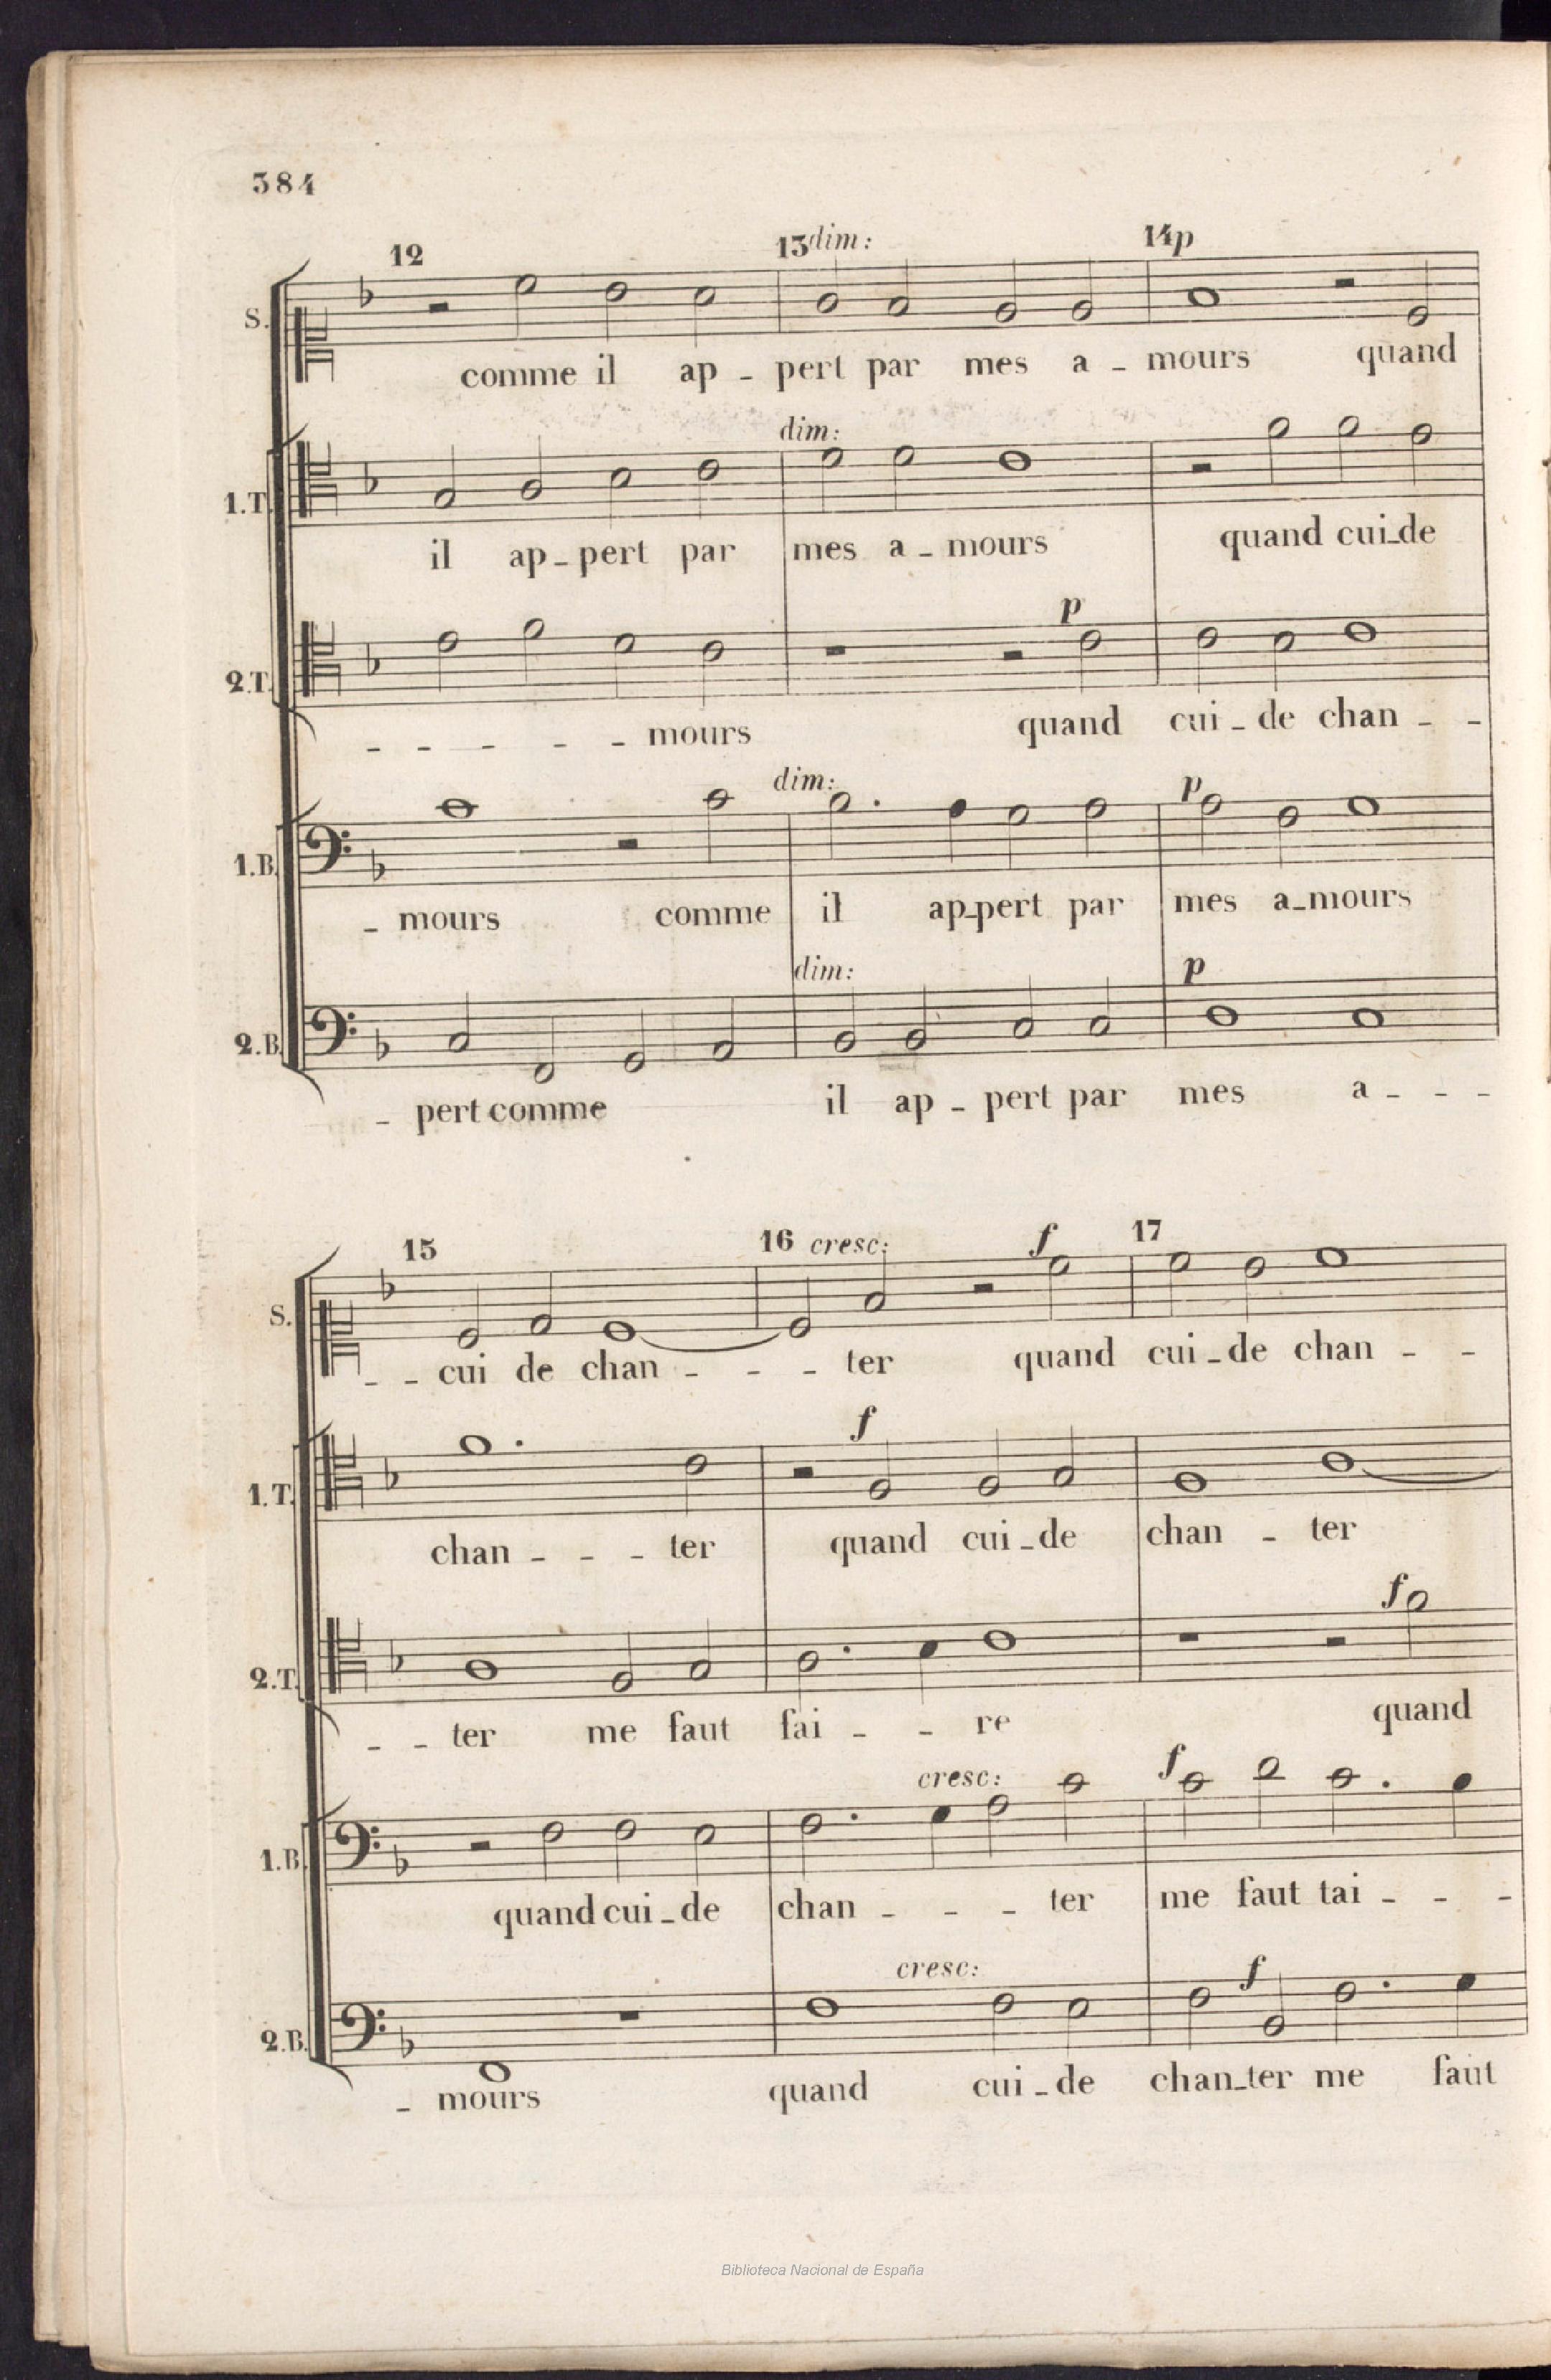 384
12 13 dim: 14 p
S.
comme il ap - pert par mes a - mours quand
dim:
1.T.
il ap - pert par mes a - mours quand cui - de
p
2.T.
- - - - - mours quand cui - de chan - -
dim: p
1.B.
- mours comme il ap - pert par mes a - mours
dim: p
2.B.
- pert comme il ap - pert par mes a - - -
15 16 cresc: f 17
S.
- - cui de chan - - - ter quand cui - de chan - -
f
1.T.
chan - - - ter quand cui - de chan - ter
f
2.T.
- - ter me faut fai - - re quand
cresc: f
1.B.
quand cui - de chan - - - ter me faut tai - - -
cresc: f
2.B.
- mours quand cui - de chan - ter me faut
Biblioteca Nacional de España